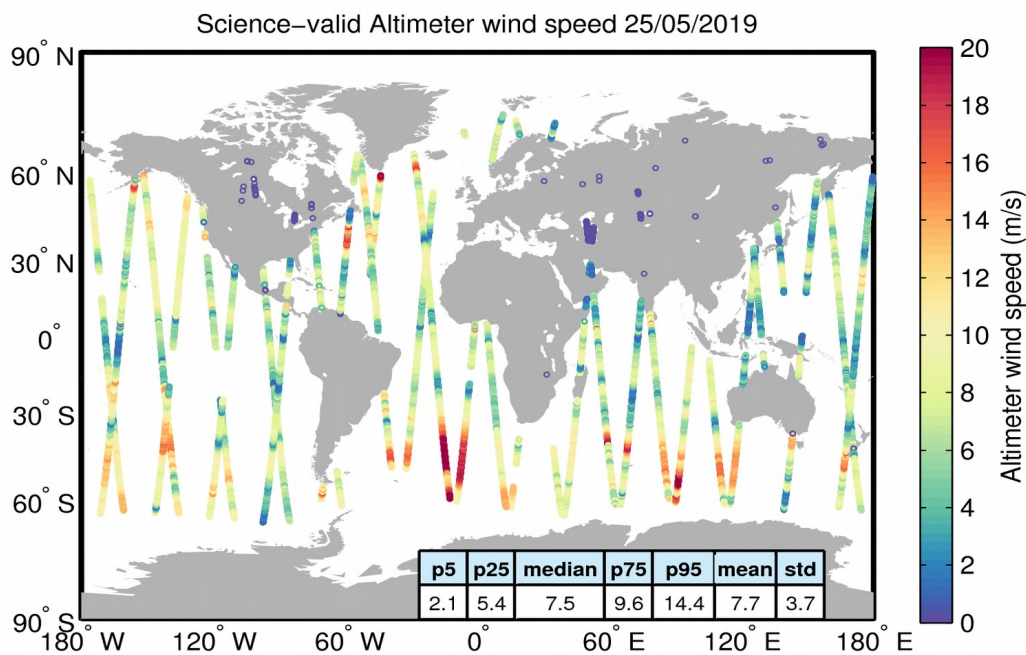 Science−valid Altimeter wind speed 25/05/2019
90° N
60° N
30° N
0°
30° S
60° S
90° S
180° W
120° W
60° W
0°
60° E
120° E
180° E
p5 p25 median p75 p95 mean std
2.1 5.4 7.5 9.6 14.4 7.7 3.7
20
18
16
14
12
10
8
6
4
2
0
Altimeter wind speed (m/s)